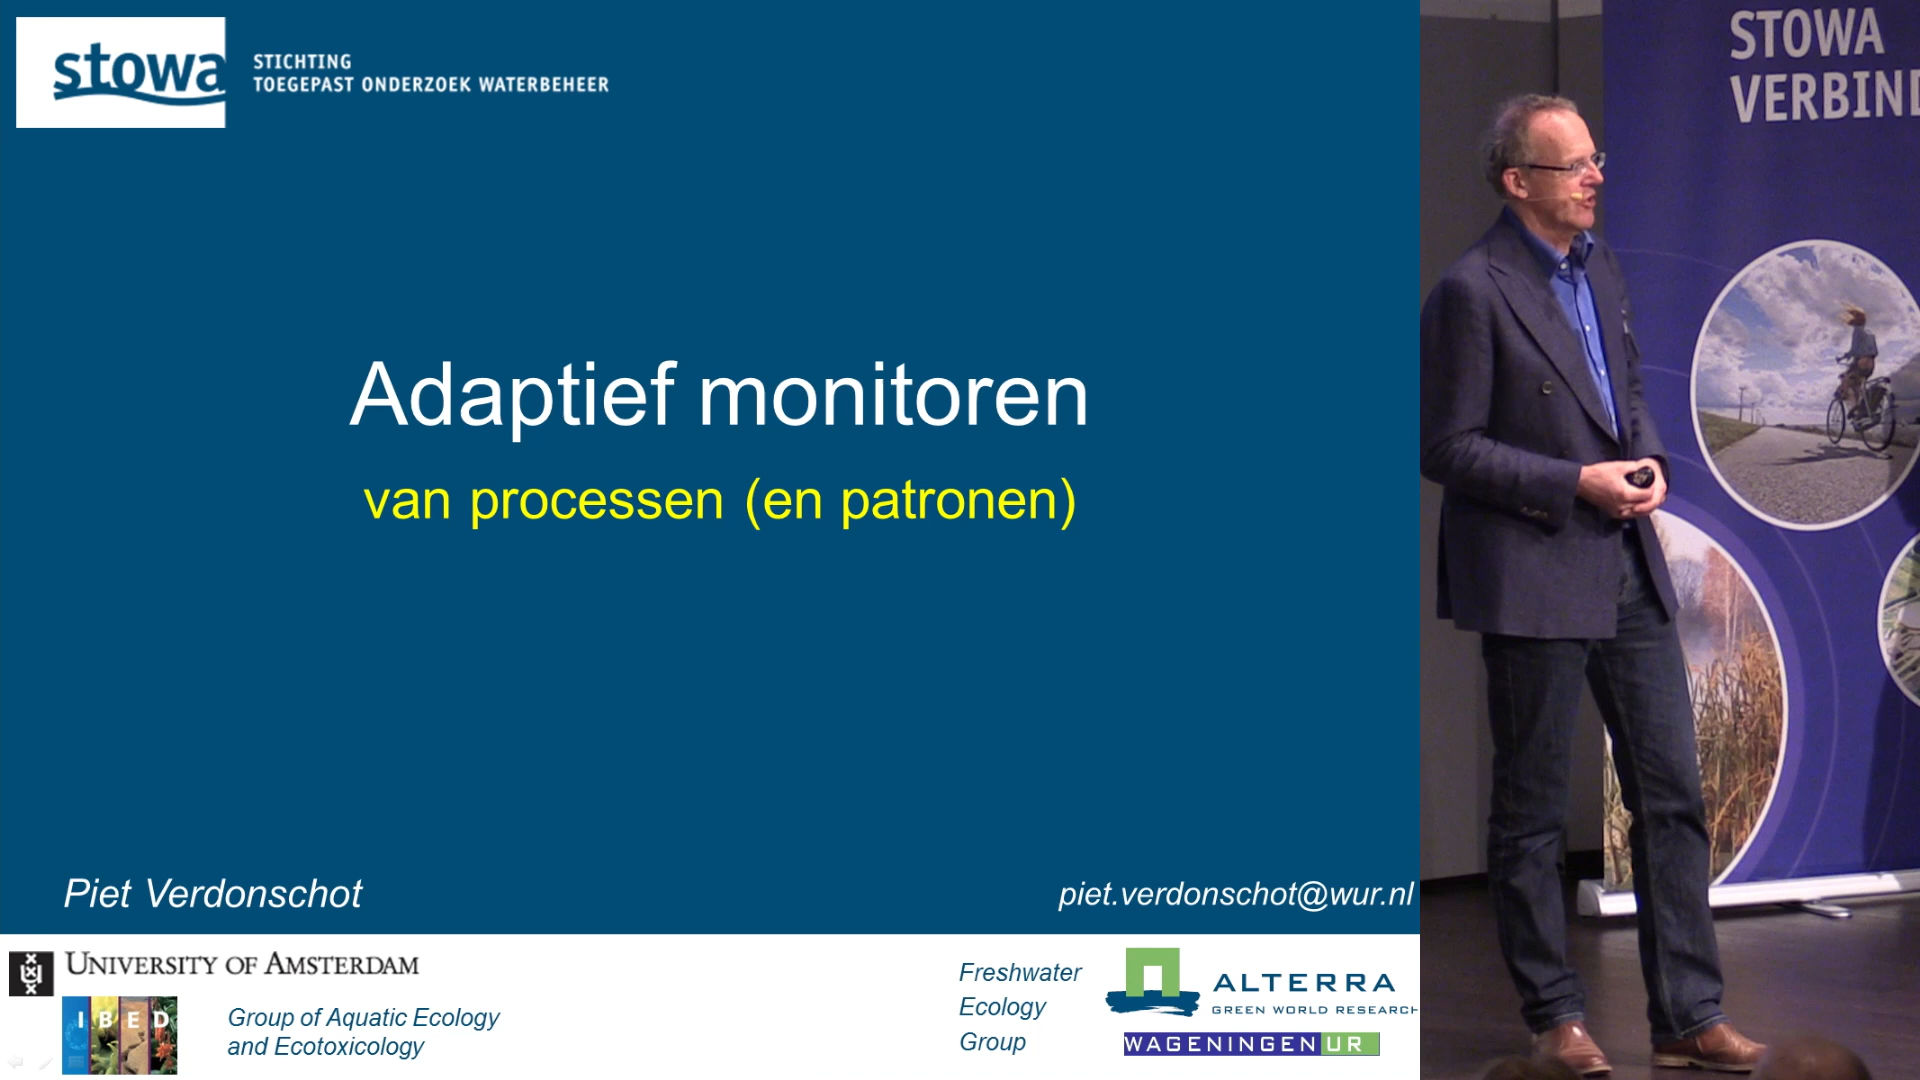 stowa
STICHTING
TOEGEPAST ONDERZOEK WATERBEHEER
STOWA
VERBIND
Adaptief monitoren
van processen (en patronen)
Piet Verdonschot
piet.verdonschot@wur.nl
UNIVERSITY OF AMSTERDAM
IBED
Group of Aquatic Ecology
and Ecotoxicology
Freshwater
Ecology
Group
ALTERRA
GREEN WORLD RESEARCH
WAGENINGEN UR